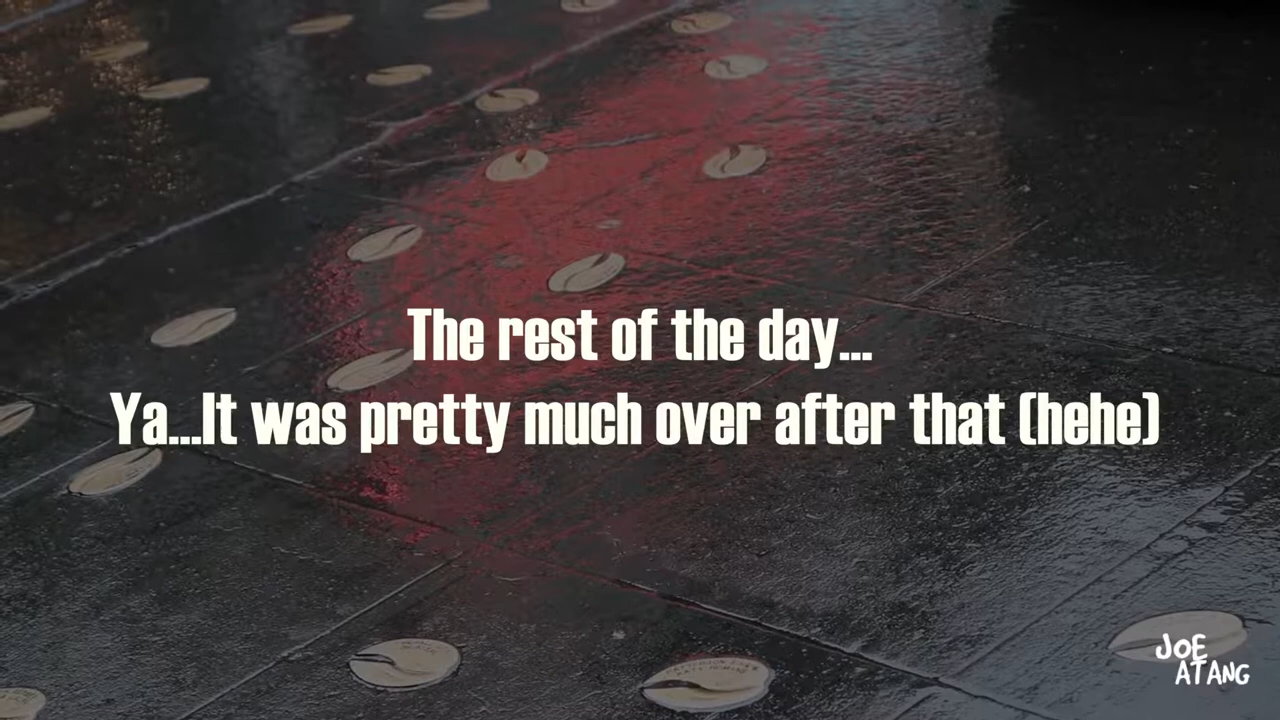 The rest of the day...
Ya...It was pretty much over after that (hehe)
JOE
ATANG